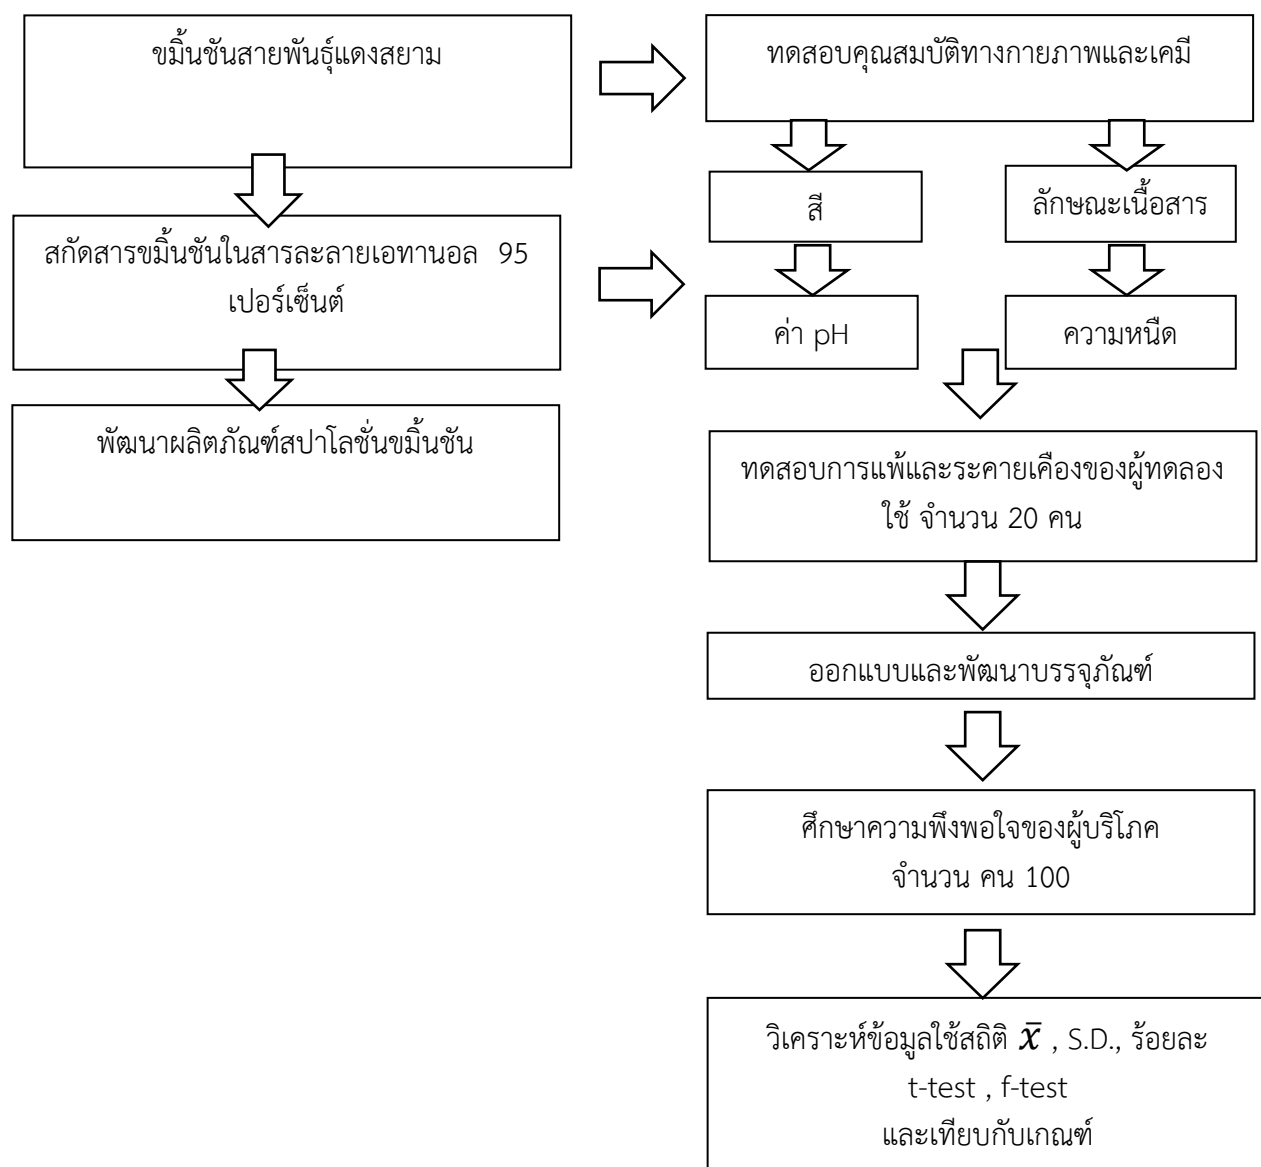 ขมิ้นชันสายพันธุ์แดงสยาม
สกัดสารขมิ้นชันในสารละลายเอทานอล 95
เปอร์เซ็นต์
พัฒนาผลิตภัณฑ์สปาโลชั่นขมิ้นชัน
ทดสอบคุณสมบัติทางกายภาพและเคมี
สี
ลักษณะเนื้อสาร
ค่า pH
ความหนืด
ทดสอบการแพ้และระคายเคืองของผู้ทดลอง
ใช้ จำนวน 20 คน
ออกแบบและพัฒนาบรรจุภัณฑ์
ศึกษาความพึงพอใจของผู้บริโภค
จำนวน คน 100
วิเคราะห์ข้อมูลใช้สถิติ x̄ , S.D., ร้อยละ
t-test , f-test
และเทียบกับเกณฑ์